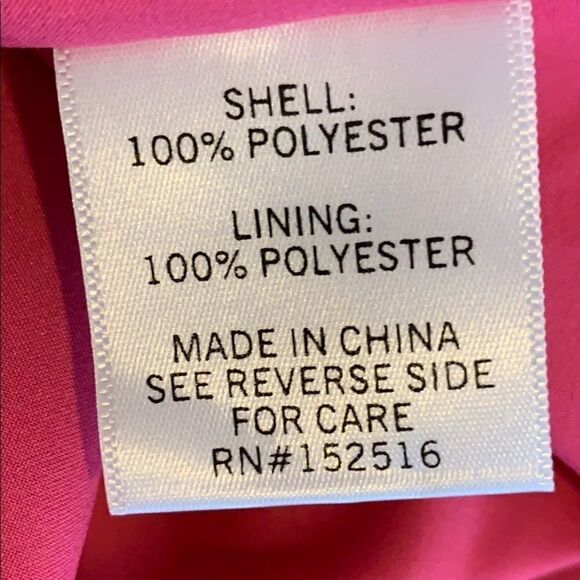 SHELL:
100% POLYESTER
LINING:
100% POLYESTER
MADE IN CHINA
SEE REVERSE SIDE
FOR CARE
RN#152516